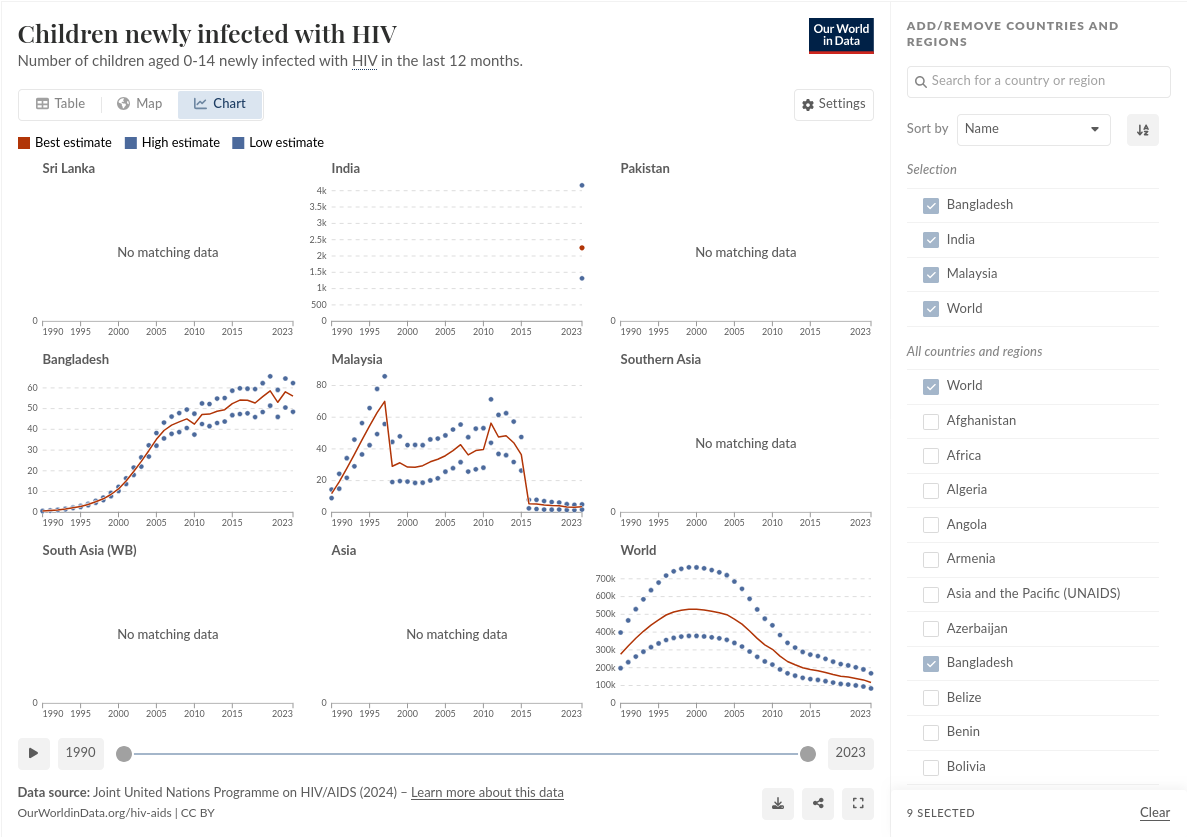 Children newly infected with HIV
Number of children aged 0-14 newly infected with HIV in the last 12 months.
Our World
in Data
Table
Map
Chart
Settings
Best estimate
High estimate
Low estimate
Sri Lanka
No matching data
0
1990 1995 2000 2005 2010 2015 2023
India
4k
3.5k
3k
2.5k
2k
1.5k
1k
500
0
1990 1995 2000 2005 2010 2015 2023
Pakistan
No matching data
0
1990 1995 2000 2005 2010 2015 2023
Bangladesh
60
50
40
30
20
10
0
1990 1995 2000 2005 2010 2015 2023
Malaysia
80
60
40
20
0
1990 1995 2000 2005 2010 2015 2023
Southern Asia
No matching data
0
1990 1995 2000 2005 2010 2015 2023
South Asia (WB)
No matching data
0
1990 1995 2000 2005 2010 2015 2023
Asia
No matching data
0
1990 1995 2000 2005 2010 2015 2023
World
700k
600k
500k
400k
300k
200k
100k
0
1990 1995 2000 2005 2010 2015 2023
1990
2023
Data source: Joint United Nations Programme on HIV/AIDS (2024) – Learn more about this data
OurWorldinData.org/hiv-aids | CC BY
ADD/REMOVE COUNTRIES AND
REGIONS
Search for a country or region
Sort by
Name
Selection
Bangladesh
India
Malaysia
World
All countries and regions
World
Afghanistan
Africa
Algeria
Angola
Armenia
Asia and the Pacific (UNAIDS)
Azerbaijan
Bangladesh
Belize
Benin
Bolivia
9 SELECTED
Clear